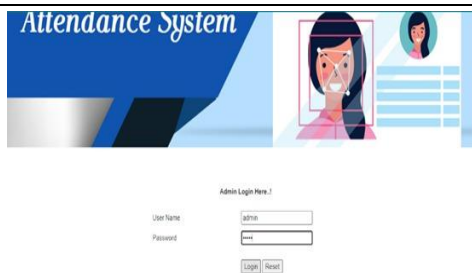 Attendance System
Admin Login Here..!
User Name admin
Password •••••
Login Reset